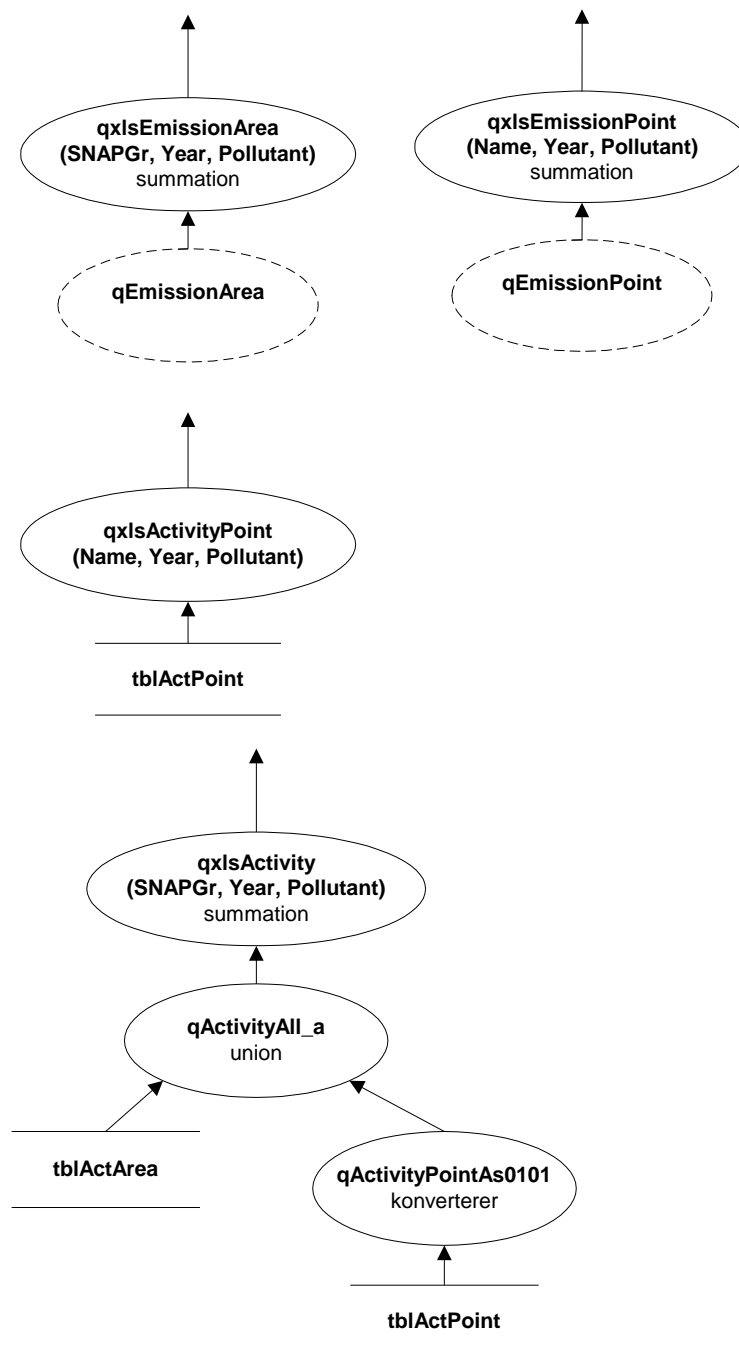 qxlsEmissionArea
(SNAPGr, Year, Pollutant)
summation
qxlsEmissionPoint
(Name, Year, Pollutant)
summation
qEmissionArea
qEmissionPoint
qxlsActivityPoint
(Name, Year, Pollutant)
tblActPoint
qxlsActivity
(SNAPGr, Year, Pollutant)
summation
qActivityAll_a
union
tblActArea
qActivityPointAs0101
konverterer
tblActPoint